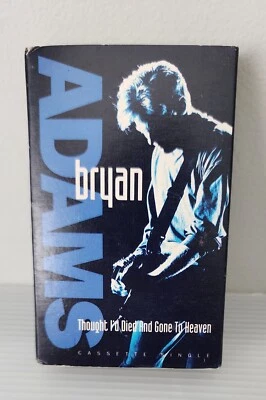 bryan
ADAMS
Thought I'd Died And Gone To Heaven
CASSETTE SINGLE